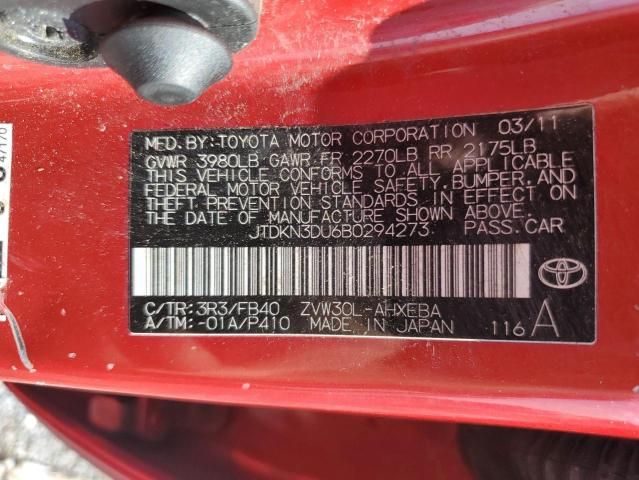 MFD. BY: TOYOTA MOTOR CORPORATION 03/11
GVWR 3980LB GAWR FR 2270LB RR 2175LB
THIS VEHICLE CONFORMS TO ALL APPLICABLE
FEDERAL MOTOR VEHICLE SAFETY, BUMPER, AND
THEFT PREVENTION STANDARDS IN EFFECT ON
THE DATE OF MANUFACTURE SHOWN ABOVE.
JTDKN3DU6B0294273 PASS.CAR
C/TR: 3R3/FB40 ZVW30L-AHXEBA
A/TM: -01A/P410 MADE IN JAPAN 116 A